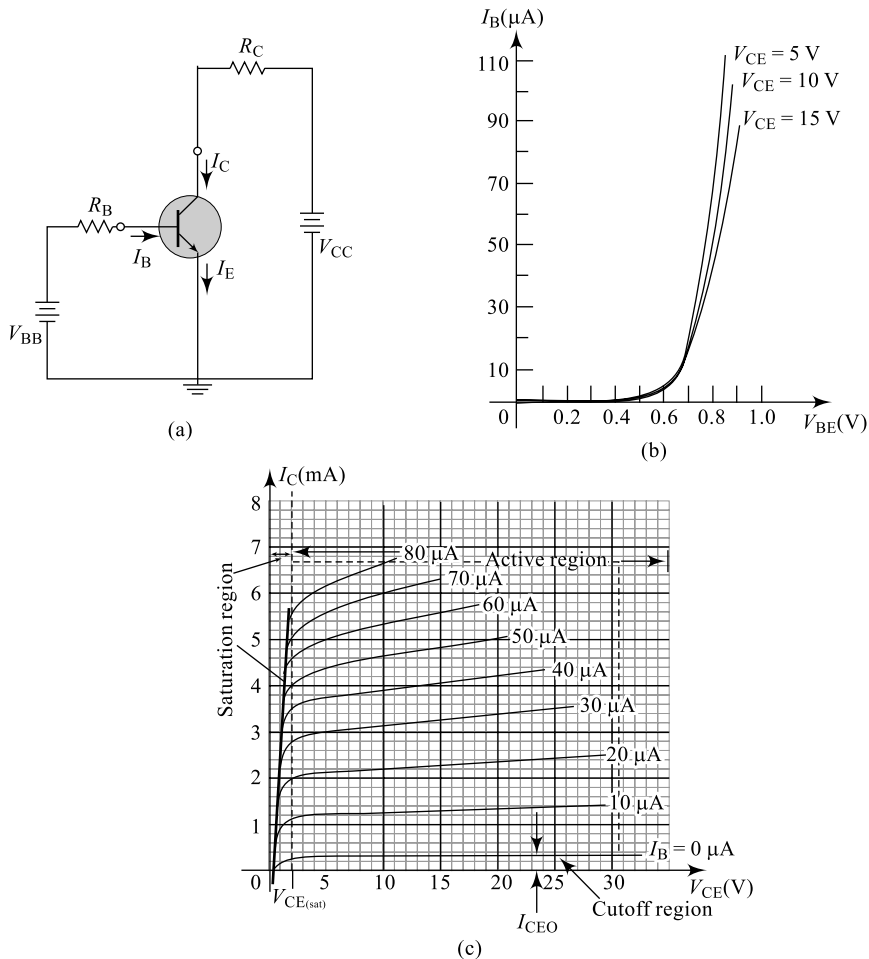 R_C
I_C
R_B
I_B
I_E
V_CC
V_BB
(a)
I_B(μA)
110
90
70
50
30
10
0
0.2
0.4
0.6
0.8
1.0
V_BE(V)
V_CE = 5 V
V_CE = 10 V
V_CE = 15 V
(b)
I_C(mA)
8
7
6
5
4
3
2
1
0
Saturation region
Active region
80 μA
70 μA
60 μA
50 μA
40 μA
30 μA
20 μA
10 μA
I_B = 0 μA
V_CE(sat)
5
10
15
20
25
30
V_CE(V)
I_CEO
Cutoff region
(c)